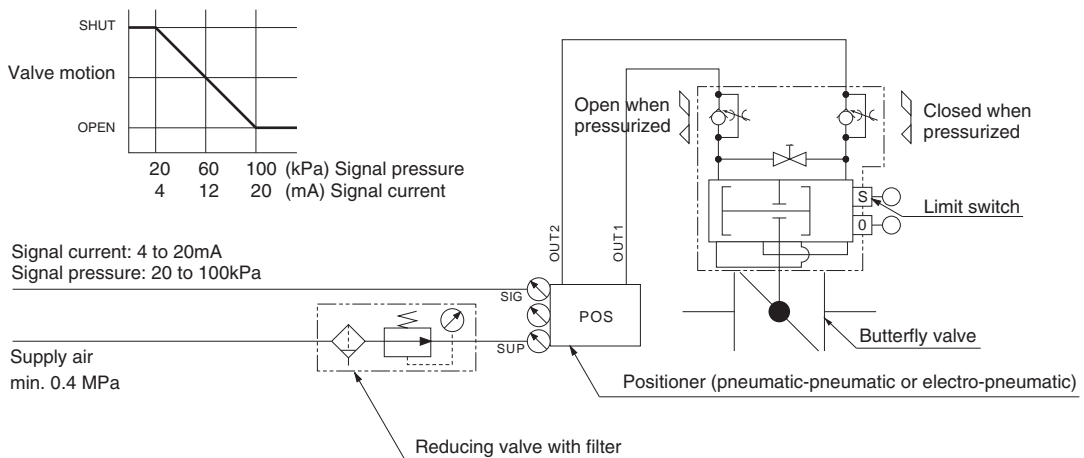 SHUT
Valve motion
OPEN
20 60 100 (kPa) Signal pressure
4 12 20 (mA) Signal current
Open when
pressurized
Closed when
pressurized
S
0
Limit switch
OUT2
OUT1
Signal current: 4 to 20mA
Signal pressure: 20 to 100kPa
SIG
POS
SUP
Butterfly valve
Supply air
min. 0.4 MPa
Positioner (pneumatic-pneumatic or electro-pneumatic)
Reducing valve with filter